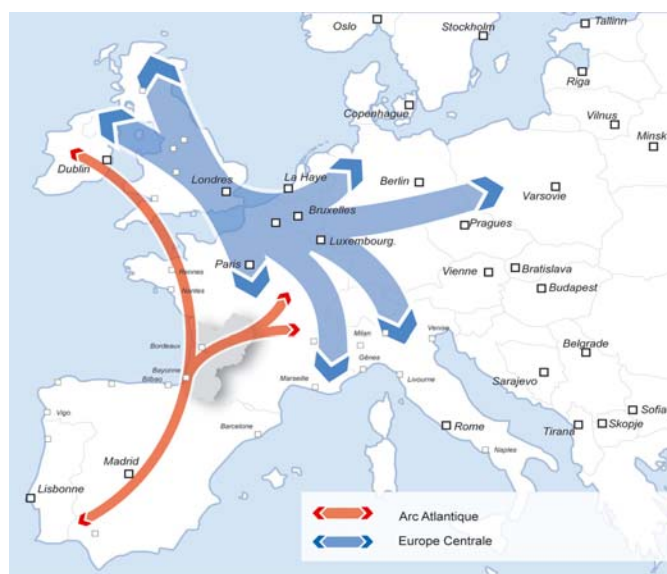 Oslo
Stockholm
Tallinn
Riga
Copenhague
Vilnus
Minsk
Dublin
Londres
La Haye
Berlin
Varsovie
Bruxelles
Pragues
Luxembourg.
Paris
Vienne
Bratislava
Budapest
Rennes
Nantes
Bordeaux
Milan
Venise
Gênes
Belgrade
Bayonne
Bilbao
Marseille
Livourne
Sarajevo
Vigo
Barcelone
Rome
Tirana
Skopje
Sofia
Naples
Madrid
Lisbonne
Arc Atlantique
Europe Centrale